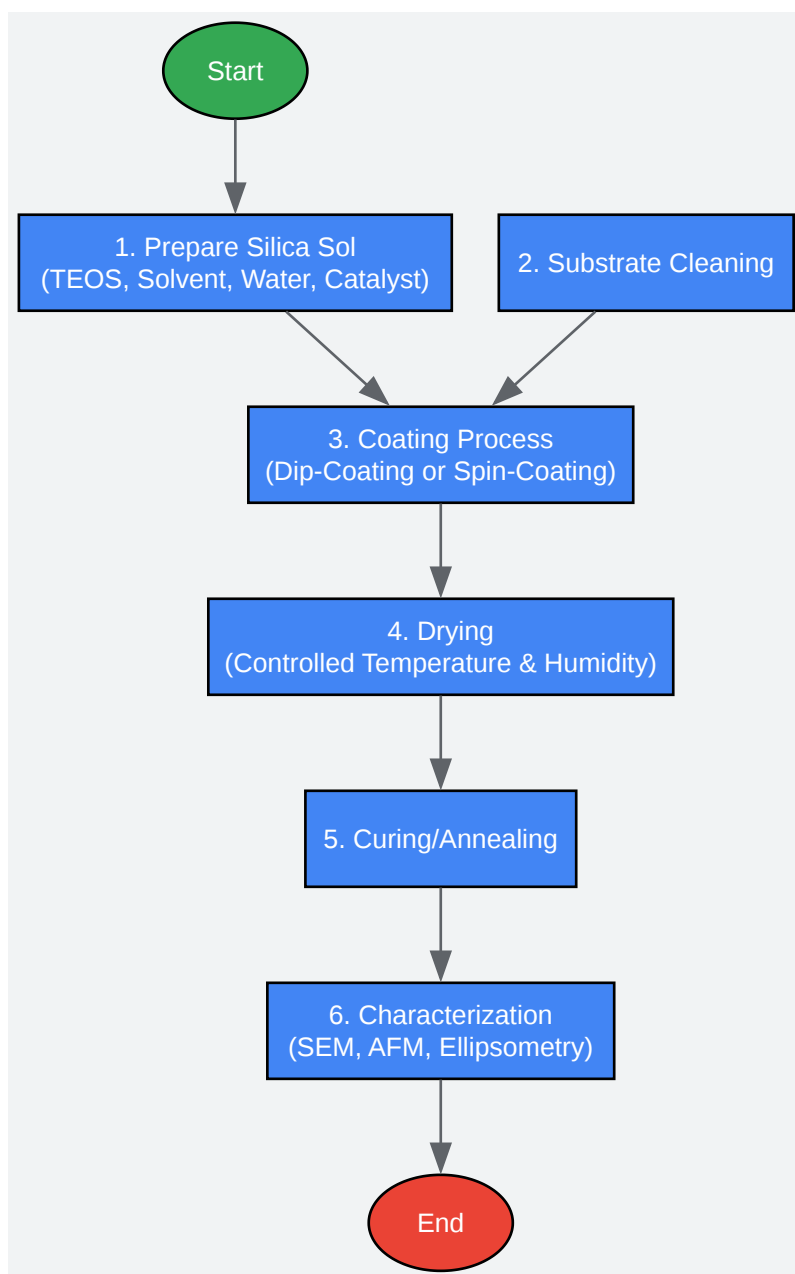 Start
1. Prepare Silica Sol
(TEOS, Solvent, Water, Catalyst)
2. Substrate Cleaning
3. Coating Process
(Dip-Coating or Spin-Coating)
4. Drying
(Controlled Temperature & Humidity)
5. Curing/Annealing
6. Characterization
(SEM, AFM, Ellipsometry)
End